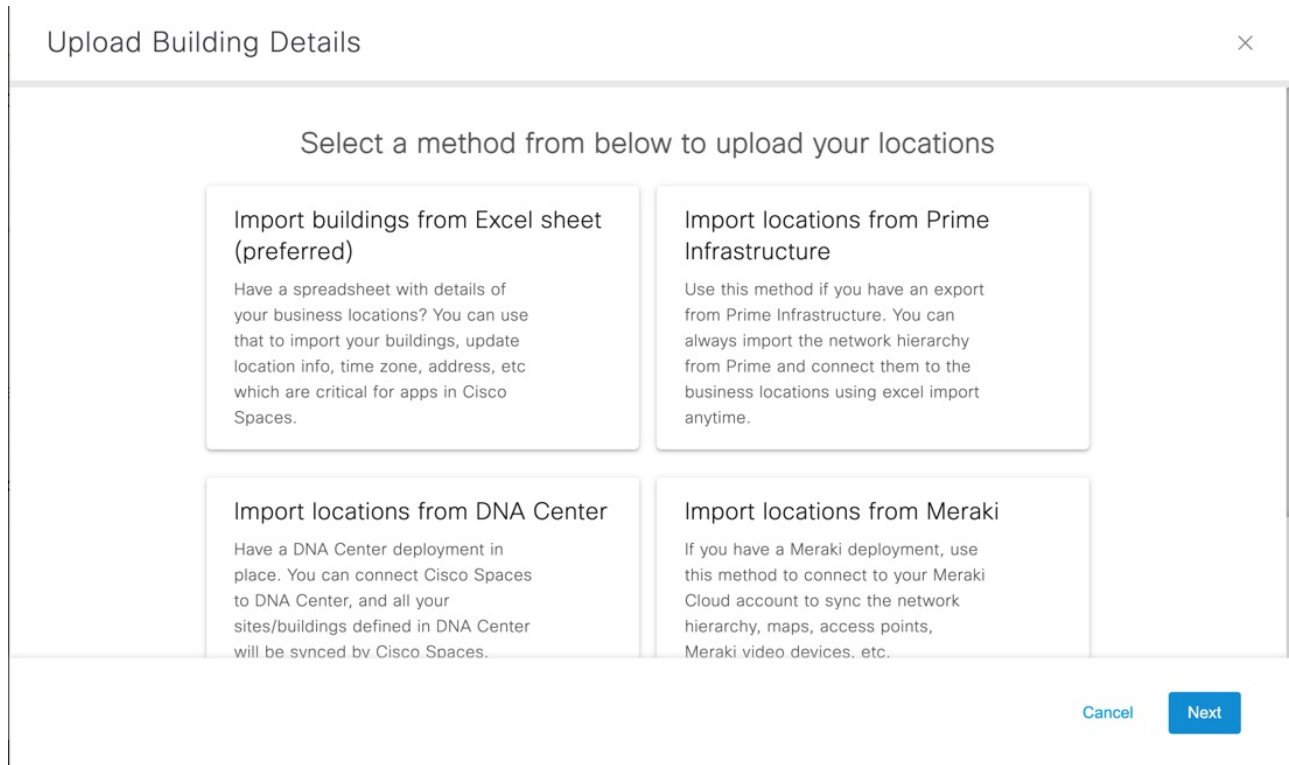 Upload Building Details
Select a method from below to upload your locations
Import buildings from Excel sheet
(preferred)
Have a spreadsheet with details of
your business locations? You can use
that to import your buildings, update
location info, time zone, address, etc
which are critical for apps in Cisco
Spaces.
Import locations from Prime
Infrastructure
Use this method if you have an export
from Prime Infrastructure. You can
always import the network hierarchy
from Prime and connect them to the
business locations using excel import
anytime.
Import locations from DNA Center
Have a DNA Center deployment in
place. You can connect Cisco Spaces
to DNA Center, and all your
sites/buildings defined in DNA Center
will be synced by Cisco Spaces.
Import locations from Meraki
If you have a Meraki deployment, use
this method to connect to your Meraki
Cloud account to sync the network
hierarchy, maps, access points,
Meraki video devices, etc.
Cancel
Next